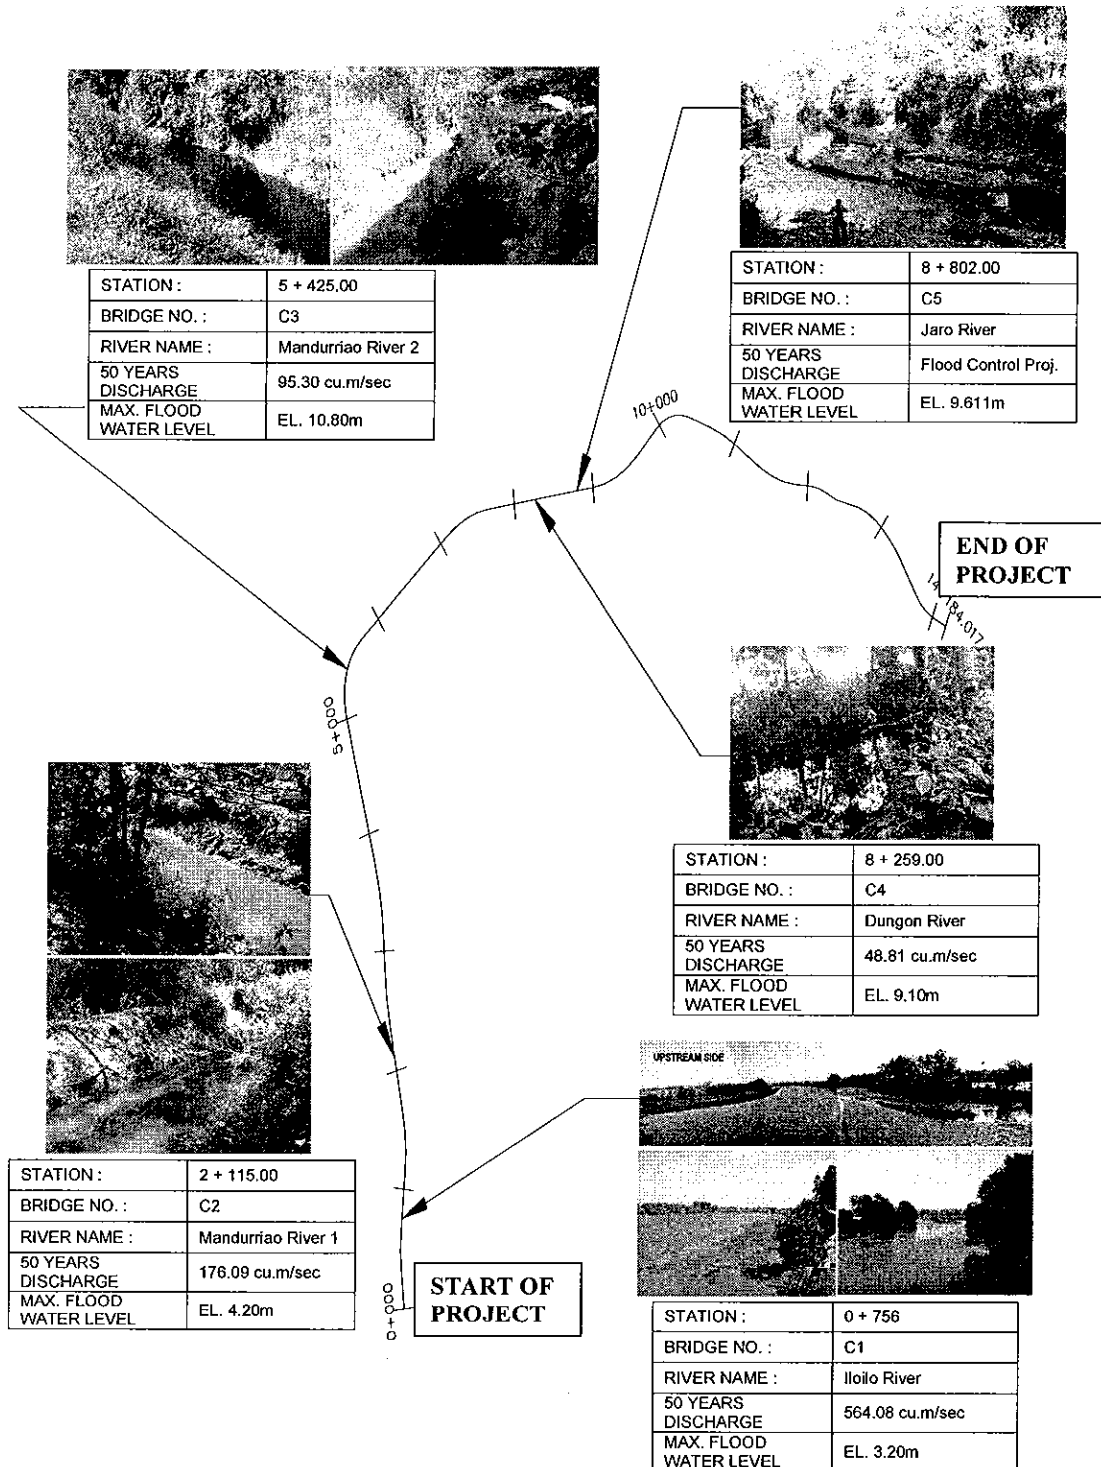 STATION : 5 + 425.00
BRIDGE NO. : C3
RIVER NAME : Mandurriao River 2
50 YEARS
DISCHARGE 95.30 cu.m/sec
MAX. FLOOD
WATER LEVEL EL. 10.80m
STATION : 8 + 802.00
BRIDGE NO. : C5
RIVER NAME : Jaro River
50 YEARS
DISCHARGE Flood Control Proj.
MAX. FLOOD
WATER LEVEL EL. 9.611m
10+000
END OF
PROJECT
184.017
5+000
STATION : 8 + 259.00
BRIDGE NO. : C4
RIVER NAME : Dungon River
50 YEARS
DISCHARGE 48.81 cu.m/sec
MAX. FLOOD
WATER LEVEL EL. 9.10m
UPSTREAM SIDE
STATION : 2 + 115.00
BRIDGE NO. : C2
RIVER NAME : Mandurriao River 1
50 YEARS
DISCHARGE 176.09 cu.m/sec
MAX. FLOOD
WATER LEVEL EL. 4.20m
0+000
START OF
PROJECT
STATION : 0 + 756
BRIDGE NO. : C1
RIVER NAME : Iloilo River
50 YEARS
DISCHARGE 564.08 cu.m/sec
MAX. FLOOD
WATER LEVEL EL. 3.20m